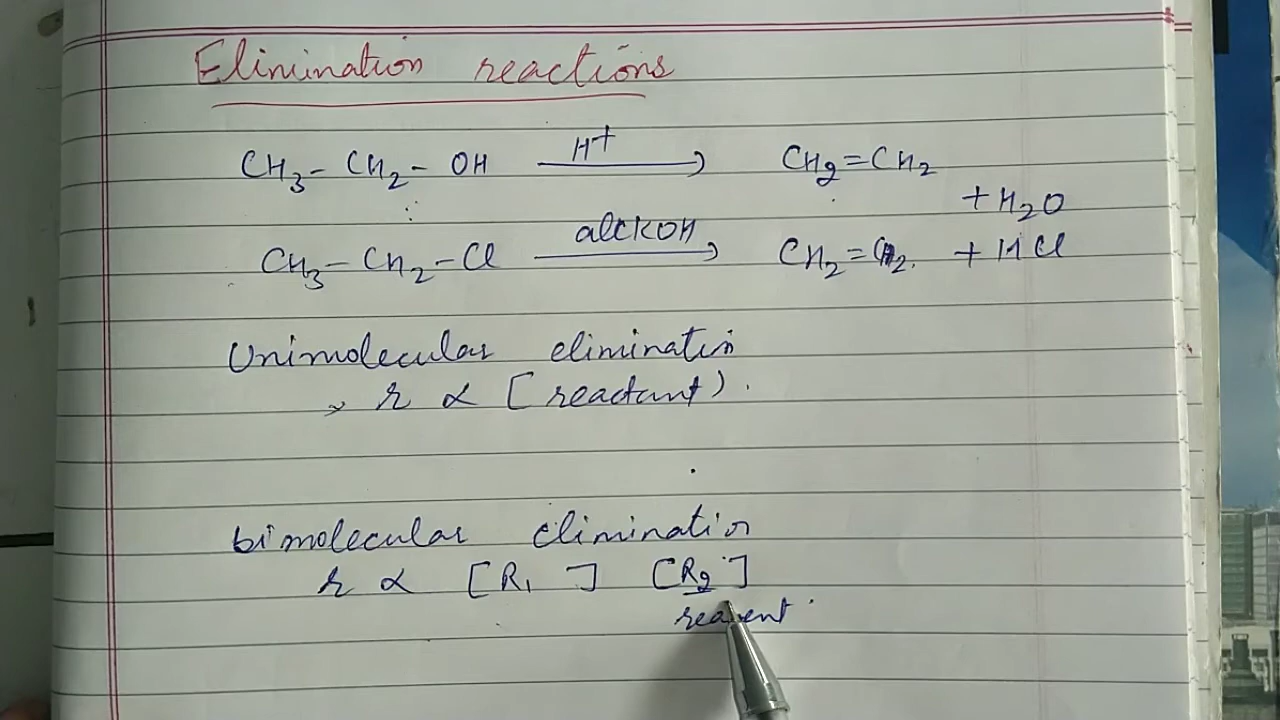 Elimination reactions
CH3 - CH2 - OH H+ → CH2 = CH2
+ H2O
CH3 - CH2 - Cl alcKOH → CH2 = CH2. + HCl
Unimolecular elimination
r ∝ [reactant).
bimolecular elimination
r ∝ [R1 ] [R2]
reagent